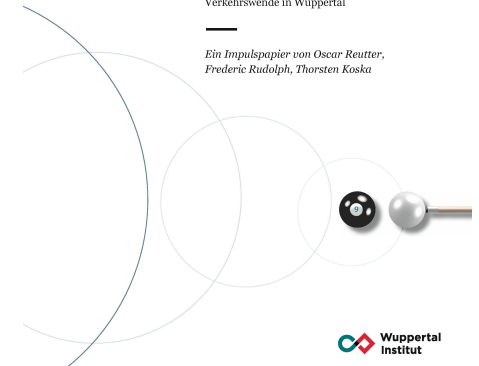 Verkehrswende in Wuppertal
Ein Impulspapier von Oscar Reutter,
Frederic Rudolph, Thorsten Koska
9
Wuppertal
Institut